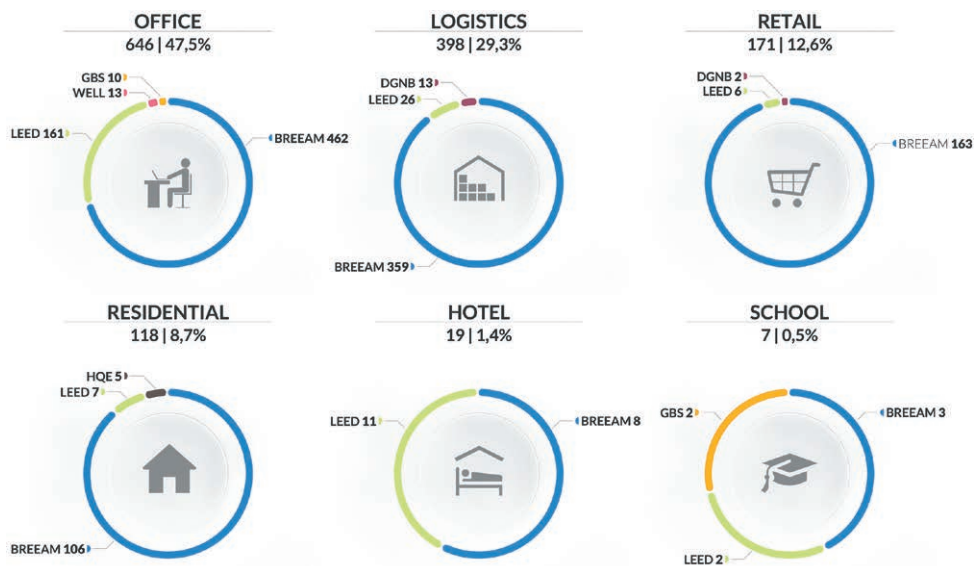 OFFICE
646 | 47,5%
GBS 10
WELL 13
LEED 161
BREEAM 462
LOGISTICS
398 | 29,3%
DGNB 13
LEED 26
BREEAM 359
RETAIL
171 | 12,6%
DGNB 2
LEED 6
BREEAM 163
RESIDENTIAL
118 | 8,7%
HQE 5
LEED 7
BREEAM 106
HOTEL
19 | 1,4%
LEED 11
BREEAM 8
SCHOOL
7 | 0,5%
GBS 2
BREEAM 3
LEED 2